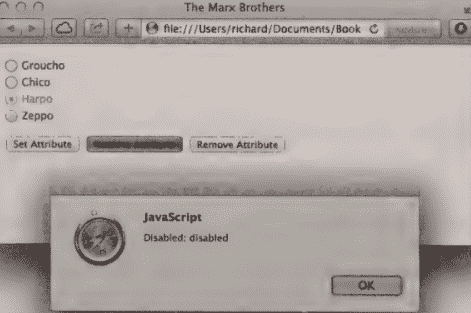 The Marx Brothers
file:///Users/richard/Documents/Book
Groucho
Chico
Harpo
Zeppo
Set Attribute
Remove Attribute
JavaScript
Disabled: disabled
OK